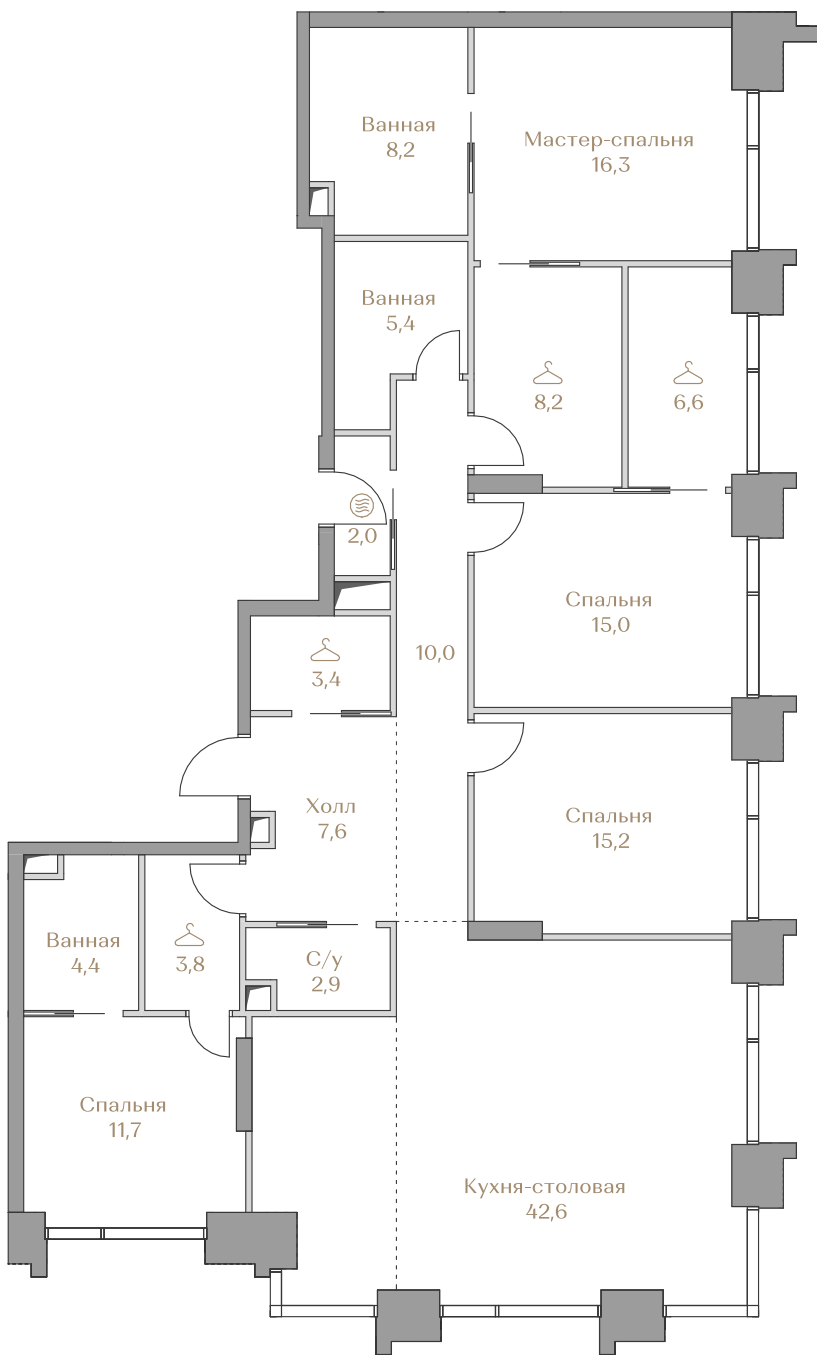 Ванная
8,2
Мастер-спальня
16,3
Ванная
5,4
8,2
6,6
2,0
Спальня
15,0
10,0
3,4
Холл
7,6
Спальня
15,2
Ванная
4,4
3,8
С/у
2,9
Спальня
11,7
Кухня-столовая
42,6